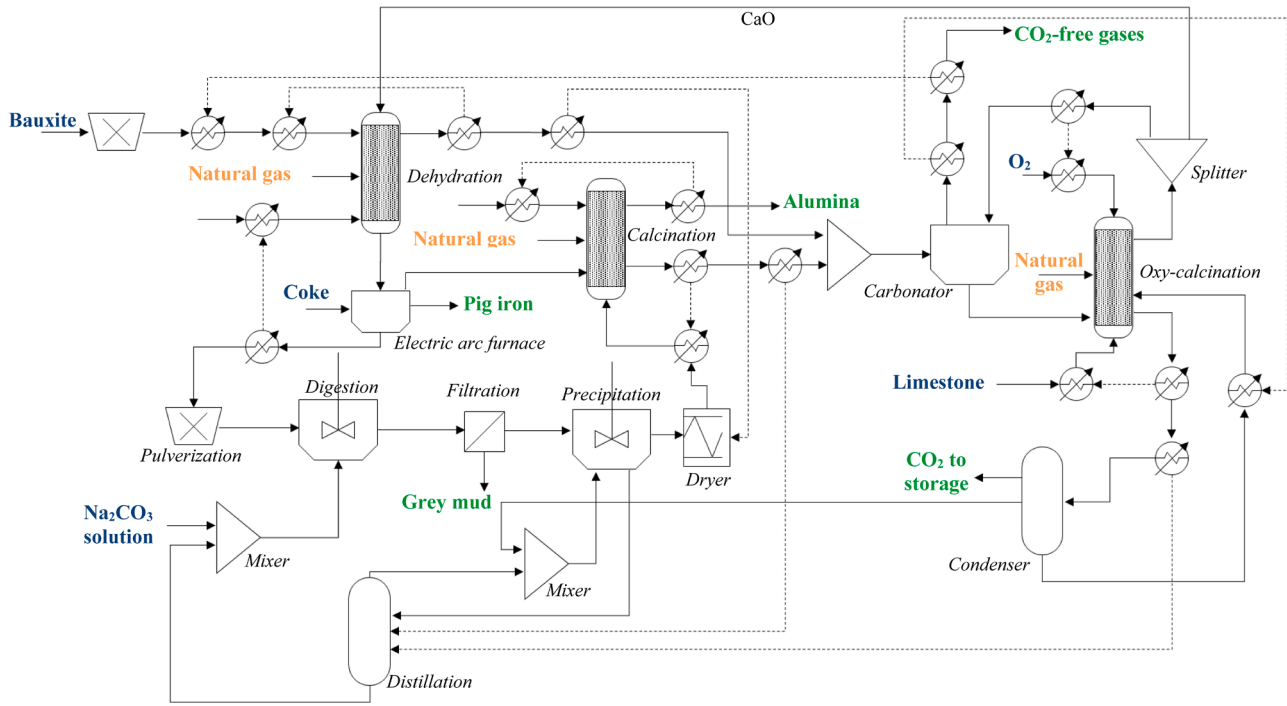 CaO
CO₂-free gases
Bauxite
O₂
Splitter
Natural gas
Dehydration
Alumina
Natural gas
Calcination
Natural
gas
Oxy-calcination
Carbonator
Coke
Pig iron
Electric arc furnace
Limestone
Digestion
Filtration
Precipitation
Pulverization
Dryer
CO₂ to
storage
Grey mud
Na₂CO₃
solution
Mixer
Mixer
Condenser
Distillation